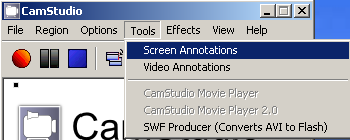 CamStudio
File Region Options Tools Effects View Help
Screen Annotations
Video Annotations
CamStudio Movie Player
CamStudio Movie Player 2.0
SWF Producer (Converts AVI to Flash)